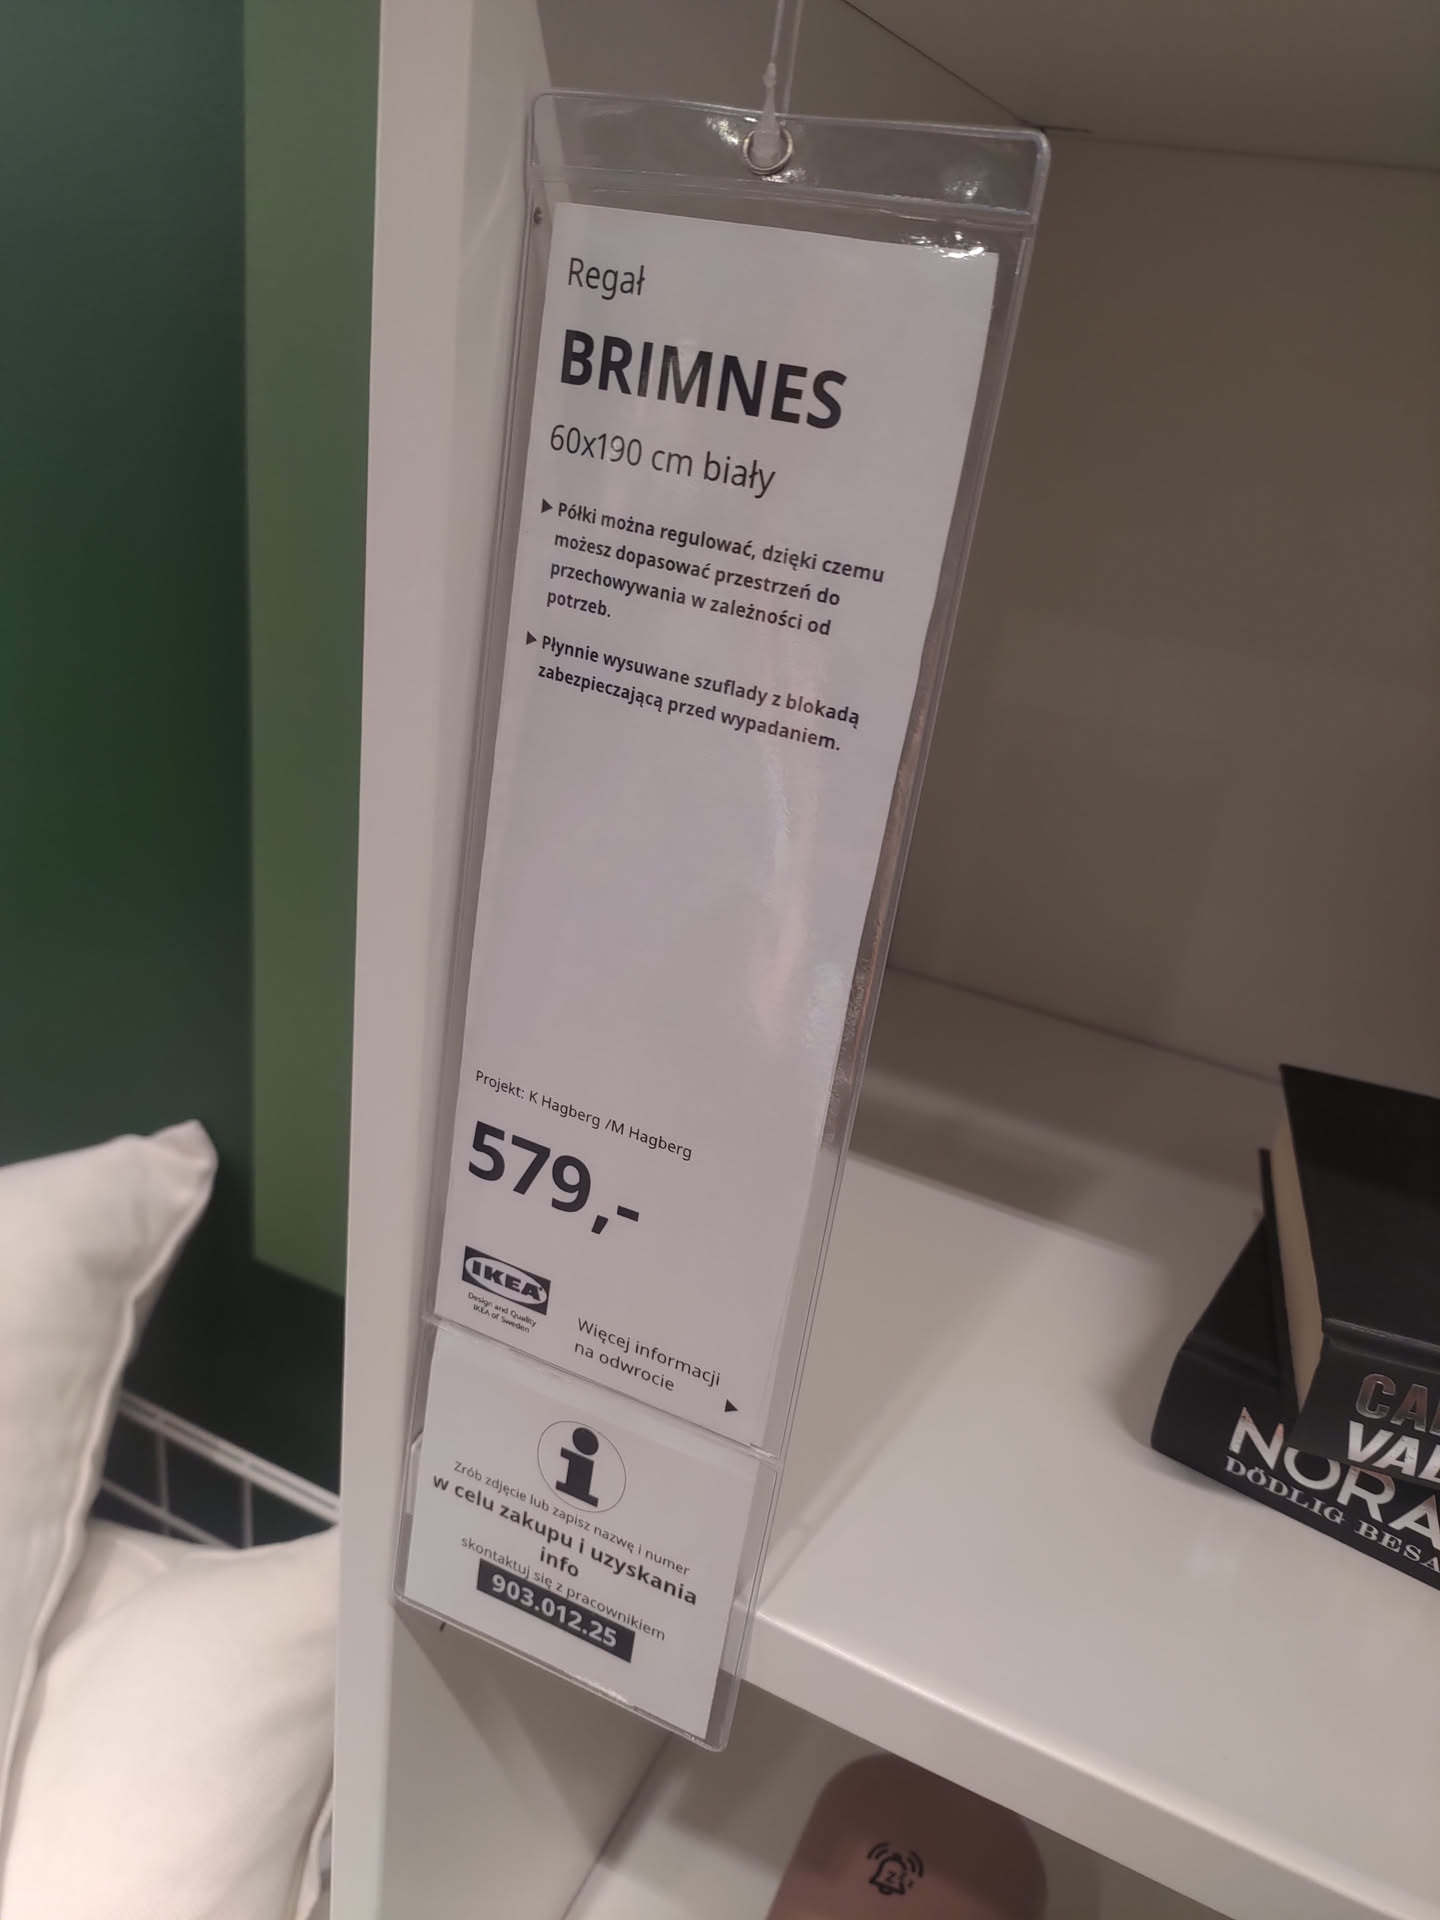 Regał
BRIMNES
60x190 cm biały
▶ Półki można regulować, dzięki czemu
możesz dopasować przestrzeń do
przechowywania w zależności od
potrzeb.
▶ Płynnie wysuwane szuflady z blokadą
zabezpieczającą przed wypadaniem.
Projekt: K Hagberg /M Hagberg
579,-
IKEA
Design and Quality
IKEA of Sweden
Więcej informacji
na odwrocie
▶
i
Zrób zdjęcie lub zapisz nazwę i numer
w celu zakupu i uzyskania
info
skontaktuj się z pracownikiem
903.012.25
NORA
DÖDLIG